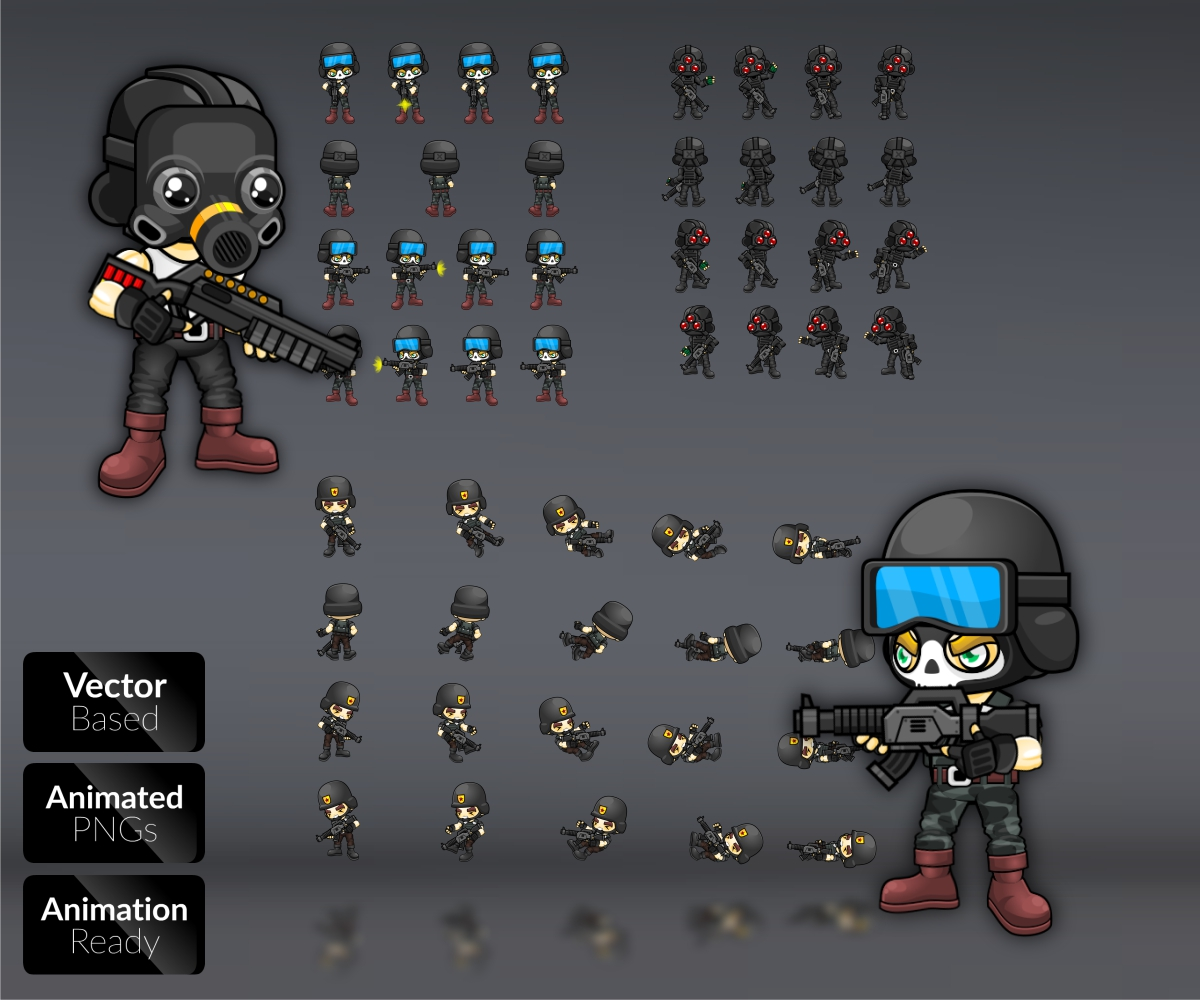 Vector
Based
Animated
PNGs
Animation
Ready